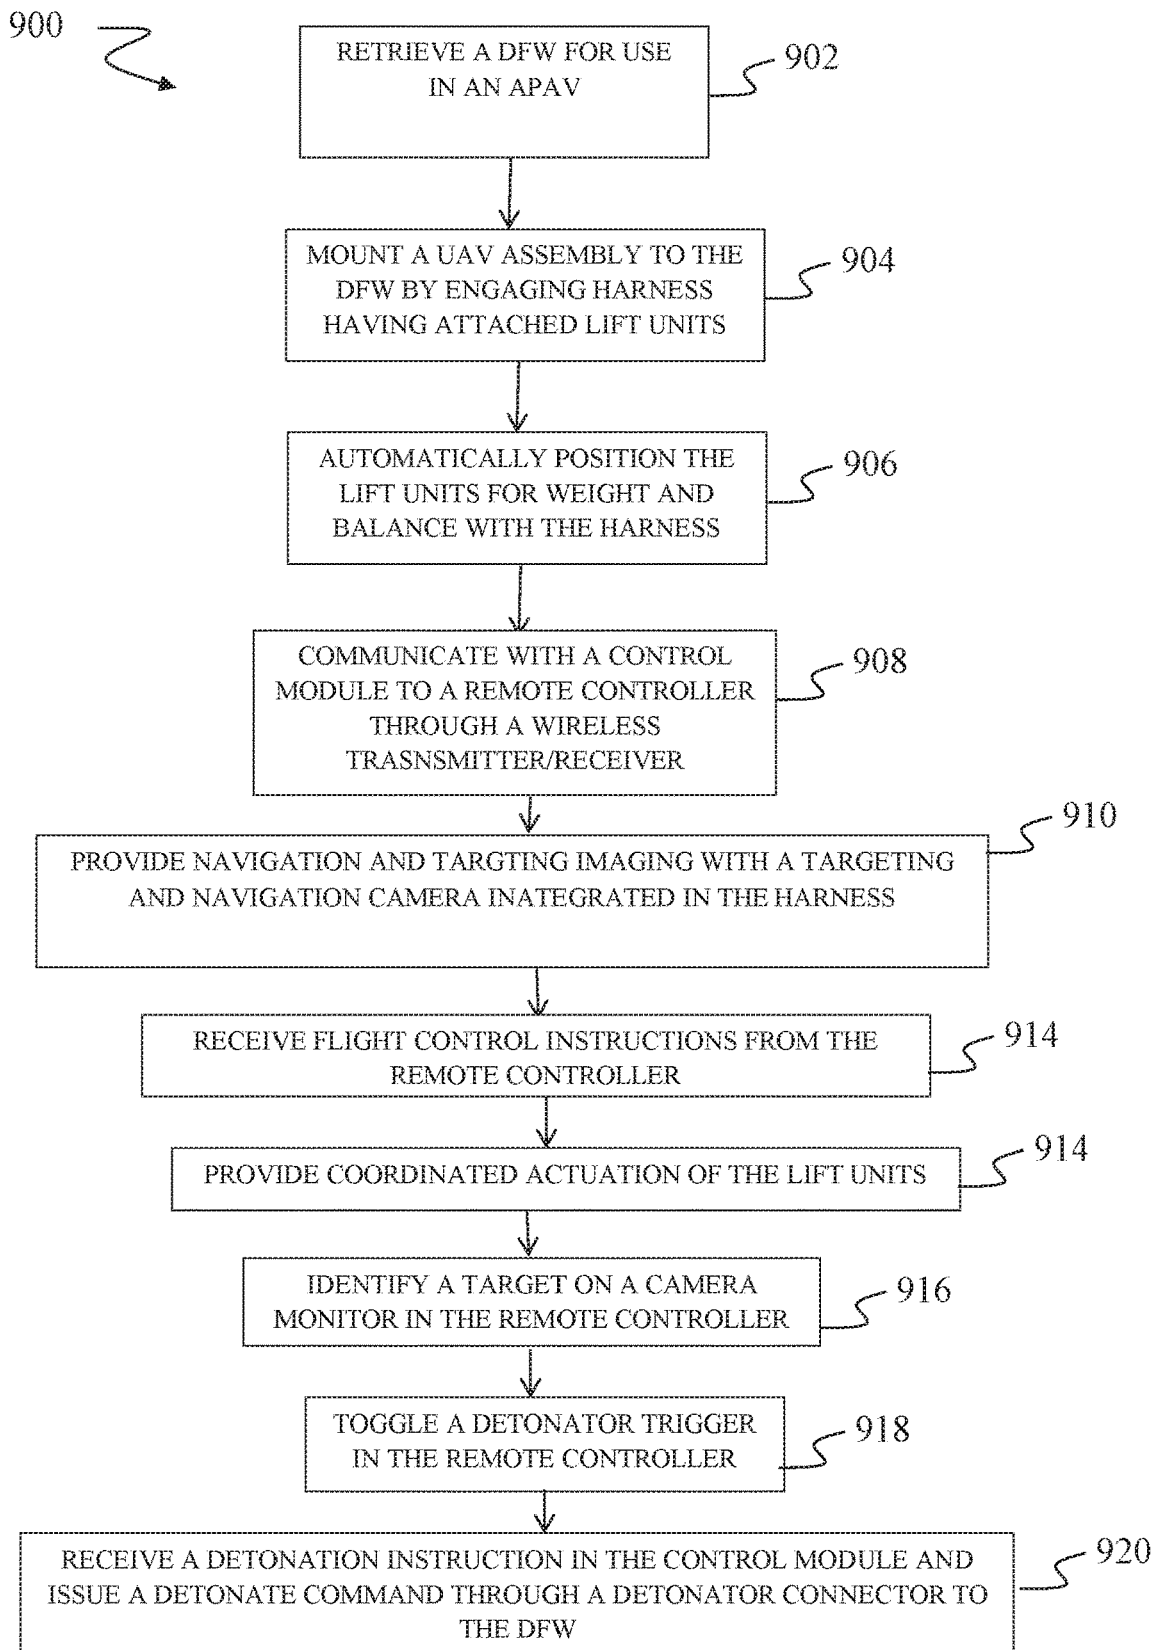 900
RETRIEVE A DFW FOR USE
IN AN APAV
902
MOUNT A UAV ASSEMBLY TO THE
DFW BY ENGAGING HARNESS
HAVING ATTACHED LIFT UNITS
904
AUTOMATICALLY POSITION THE
LIFT UNITS FOR WEIGHT AND
BALANCE WITH THE HARNESS
906
COMMUNICATE WITH A CONTROL
MODULE TO A REMOTE CONTROLLER
THROUGH A WIRELESS
TRASNSMITTER/RECEIVER
908
PROVIDE NAVIGATION AND TARGTING IMAGING WITH A TARGETING
AND NAVIGATION CAMERA INATEGRATED IN THE HARNESS
910
RECEIVE FLIGHT CONTROL INSTRUCTIONS FROM THE
REMOTE CONTROLLER
914
PROVIDE COORDINATED ACTUATION OF THE LIFT UNITS
914
IDENTIFY A TARGET ON A CAMERA
MONITOR IN THE REMOTE CONTROLLER
916
TOGGLE A DETONATOR TRIGGER
IN THE REMOTE CONTROLLER
918
RECEIVE A DETONATION INSTRUCTION IN THE CONTROL MODULE AND
ISSUE A DETONATE COMMAND THROUGH A DETONATOR CONNECTOR TO
THE DFW
920